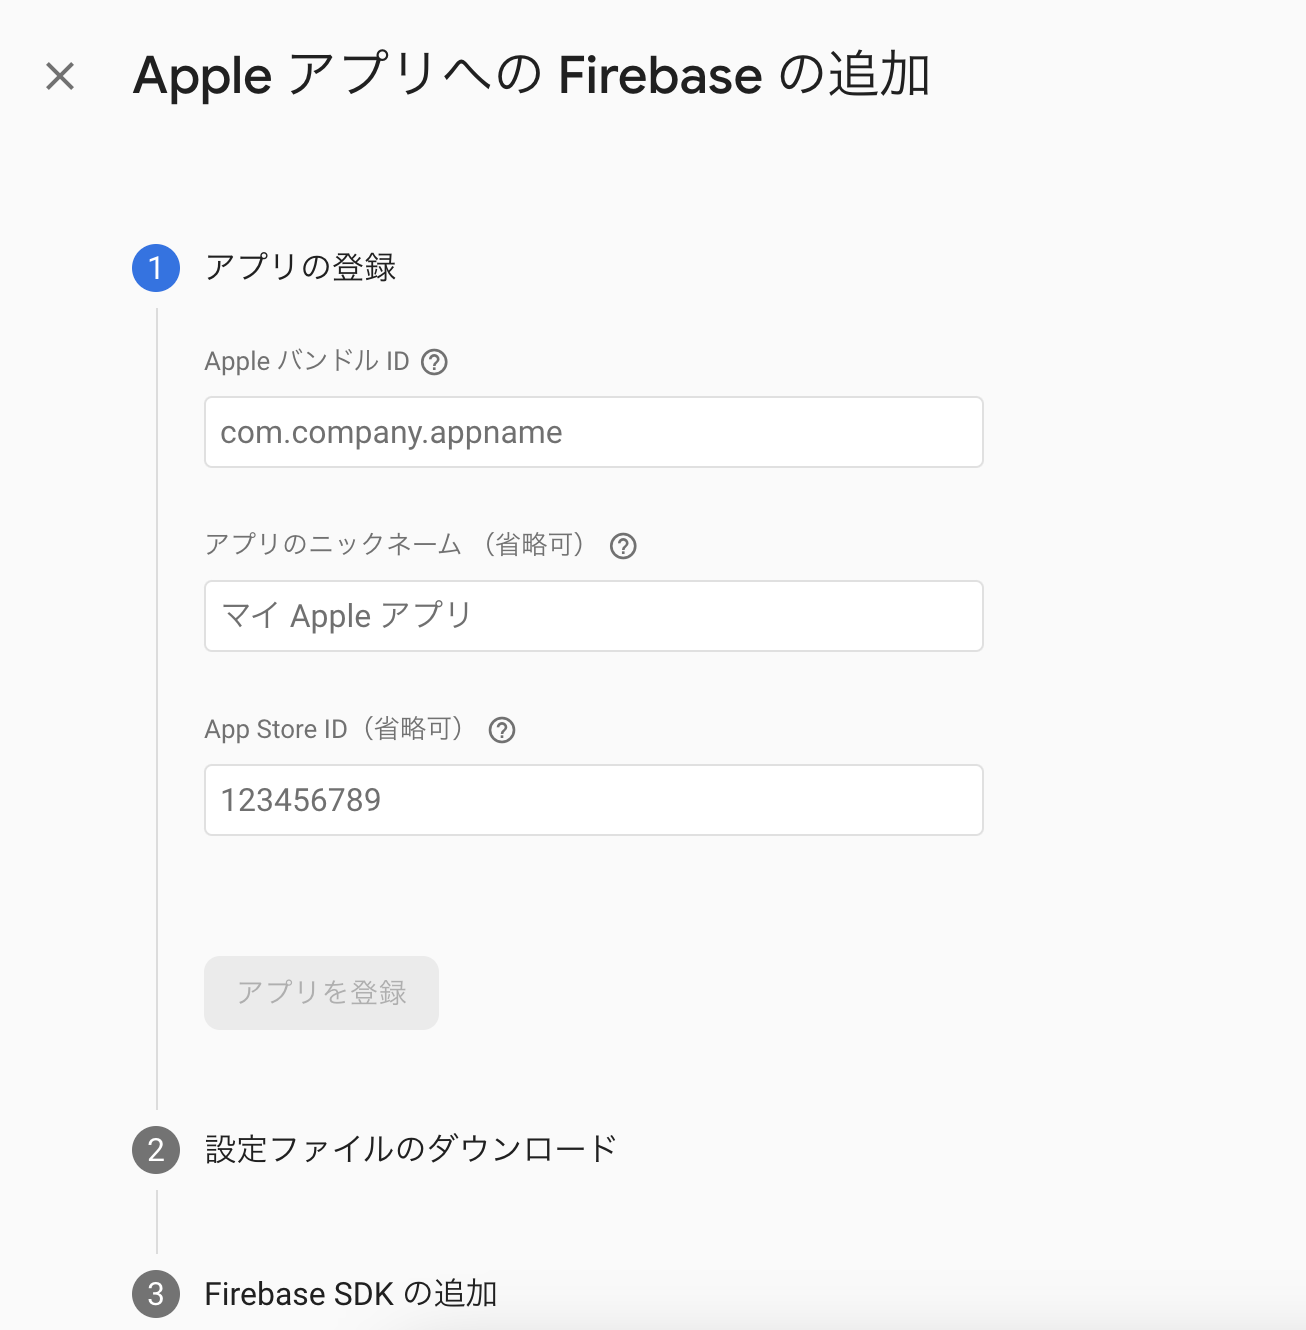 Apple アプリへの Firebase の追加
1 アプリの登録
Apple バンドル ID ?
com.company.appname
アプリのニックネーム （省略可） ?
マイ Apple アプリ
App Store ID（省略可） ?
123456789
アプリを登録
2 設定ファイルのダウンロード
3 Firebase SDK の追加